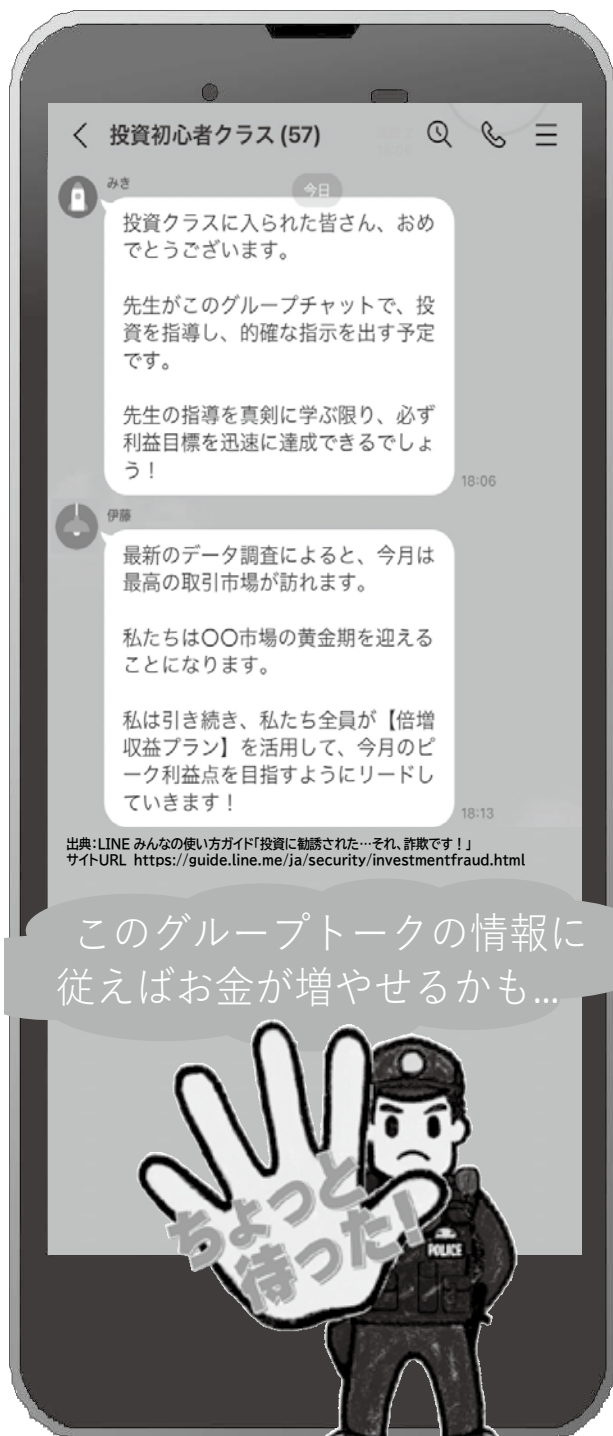 投資初心者クラス (57)
みき
今日
投資クラスに入られた皆さん、おめ
でとうございます。
先生がこのグループチャットで、投
資を指導し、的確な指示を出す予定
です。
先生の指導を真剣に学ぶ限り、必ず
利益目標を迅速に達成できるでしょ
う！
18:06
伊藤
最新のデータ調査によると、今月は
最高の取引市場が訪れます。
私たちは〇〇市場の黄金期を迎える
ことになります。
私は引き続き、私たち全員が【倍増
収益プラン】を活用して、今月のピ
ーク利益点を目指すようにリードし
ていきます！
18:13
出典：LINE みんなの使い方ガイド「投資に勧誘された…それ、詐欺です！」
サイトURL https://guide.line.me/ja/security/investmentfraud.html
このグループトークの情報に
従えばお金が増やせるかも…
ちょっと
待った！
POLICE